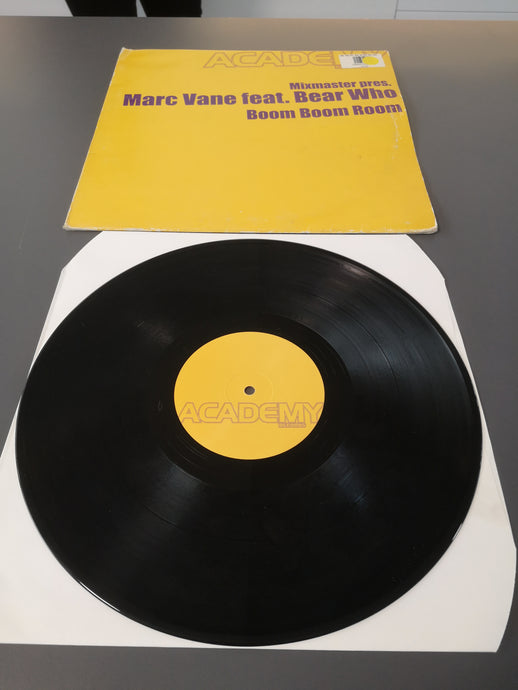 ACADEMY
Mixmaster pres.
Marc Vane feat. Bear Who
Boom Boom Room
ACADEMY